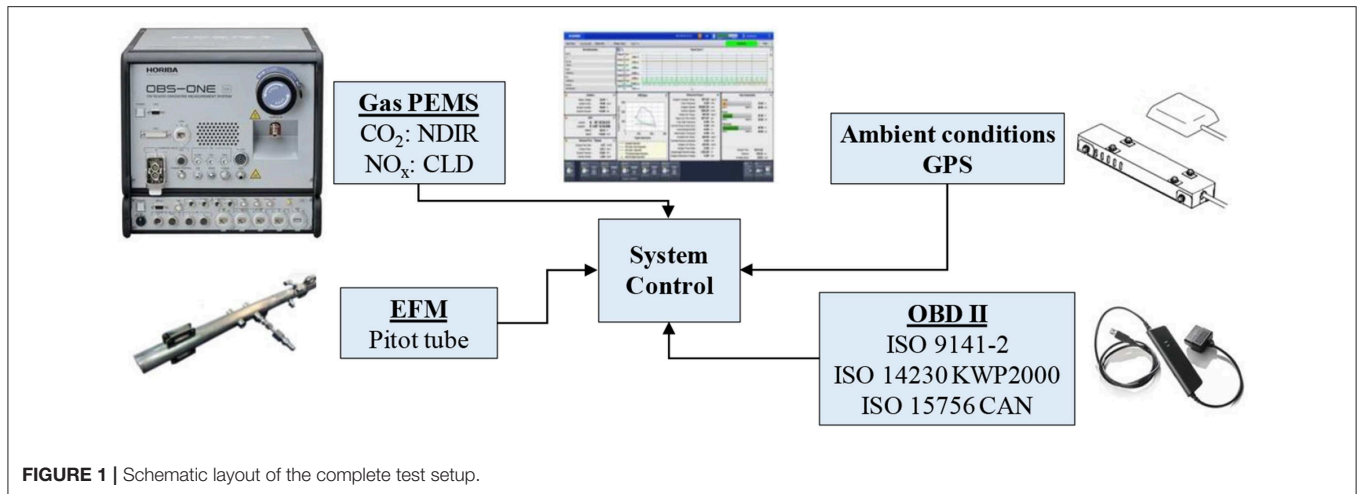 HORIBA
OBS-ONE
Gas PEMS
CO₂: NDIR
NOₓ: CLD
Ambient conditions
GPS
System
Control
EFM
Pitot tube
OBD II
ISO 9141-2
ISO 14230 KWP2000
ISO 15756 CAN
FIGURE 1 | Schematic layout of the complete test setup.